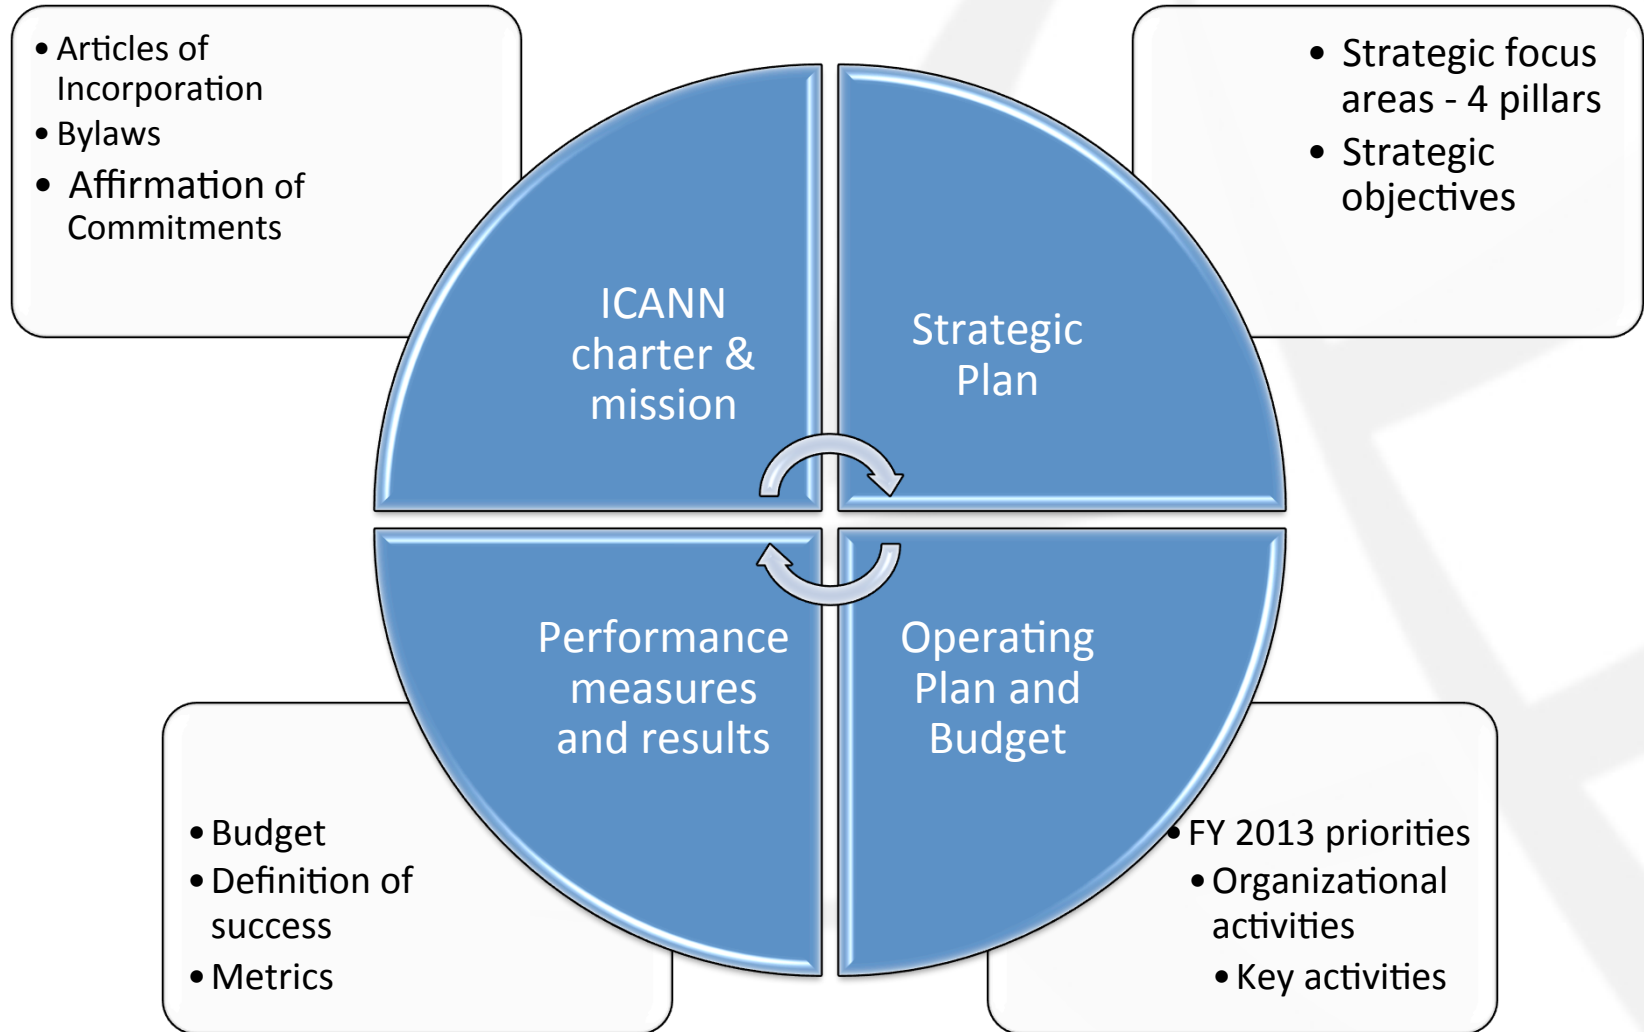 • Articles of
Incorporation
• Bylaws
• Affirmation of
Commitments
• Strategic focus
areas - 4 pillars
• Strategic
objectives
ICANN
charter &
mission
Strategic
Plan
Performance
measures
and results
Operating
Plan and
Budget
• Budget
• Definition of
success
• Metrics
• FY 2013 priorities
• Organizational
activities
• Key activities